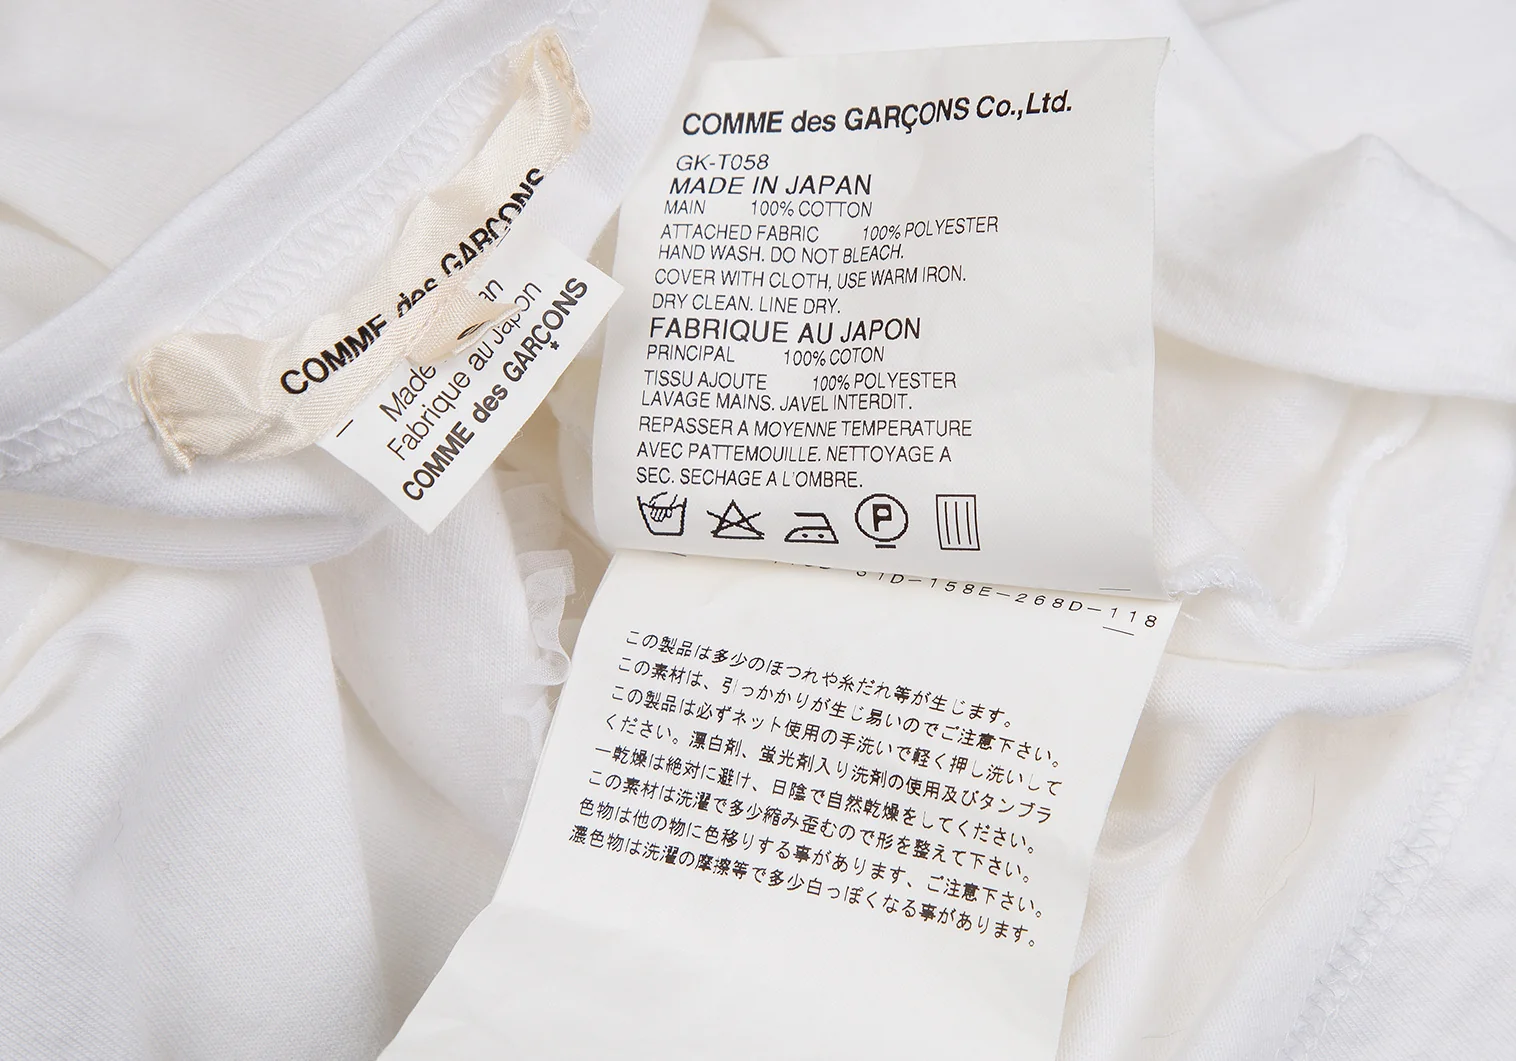 COMME des GARÇONS
Made
an
Fabrique au Japon
COMME des GARÇONS
*
COMME des GARÇONS Co.,Ltd.
GK-T058
MADE IN JAPAN
MAIN 100% COTTON
ATTACHED FABRIC 100% POLYESTER
HAND WASH. DO NOT BLEACH.
COVER WITH CLOTH, USE WARM IRON.
DRY CLEAN. LINE DRY.
FABRIQUE AU JAPON
PRINCIPAL 100% COTON
TISSU AJOUTE 100% POLYESTER
LAVAGE MAINS. JAVEL INTERDIT.
REPASSER A MOYENNE TEMPERATURE
AVEC PATTEMOUILLE. NETTOYAGE A
SEC. SECHAGE A L'OMBRE.
P
D-158E-268D-118
この製品は多少のほつれや糸だれ等が生じます。
この素材は、引っかかりが生じ易いのでご注意下さい。
この製品は必ずネット使用の手洗いで軽く押し洗いして
ください。漂白剤、蛍光剤入り洗剤の使用及びタンブラ
ー乾燥は絶対に避け、日陰で自然乾燥をしてください。
この素材は洗濯で多少縮み歪むので形を整えて下さい。
色物は他の物に色移りする事があります、ご注意下さい。
濃色物は洗濯の摩擦等で多少白っぽくなる事があります。